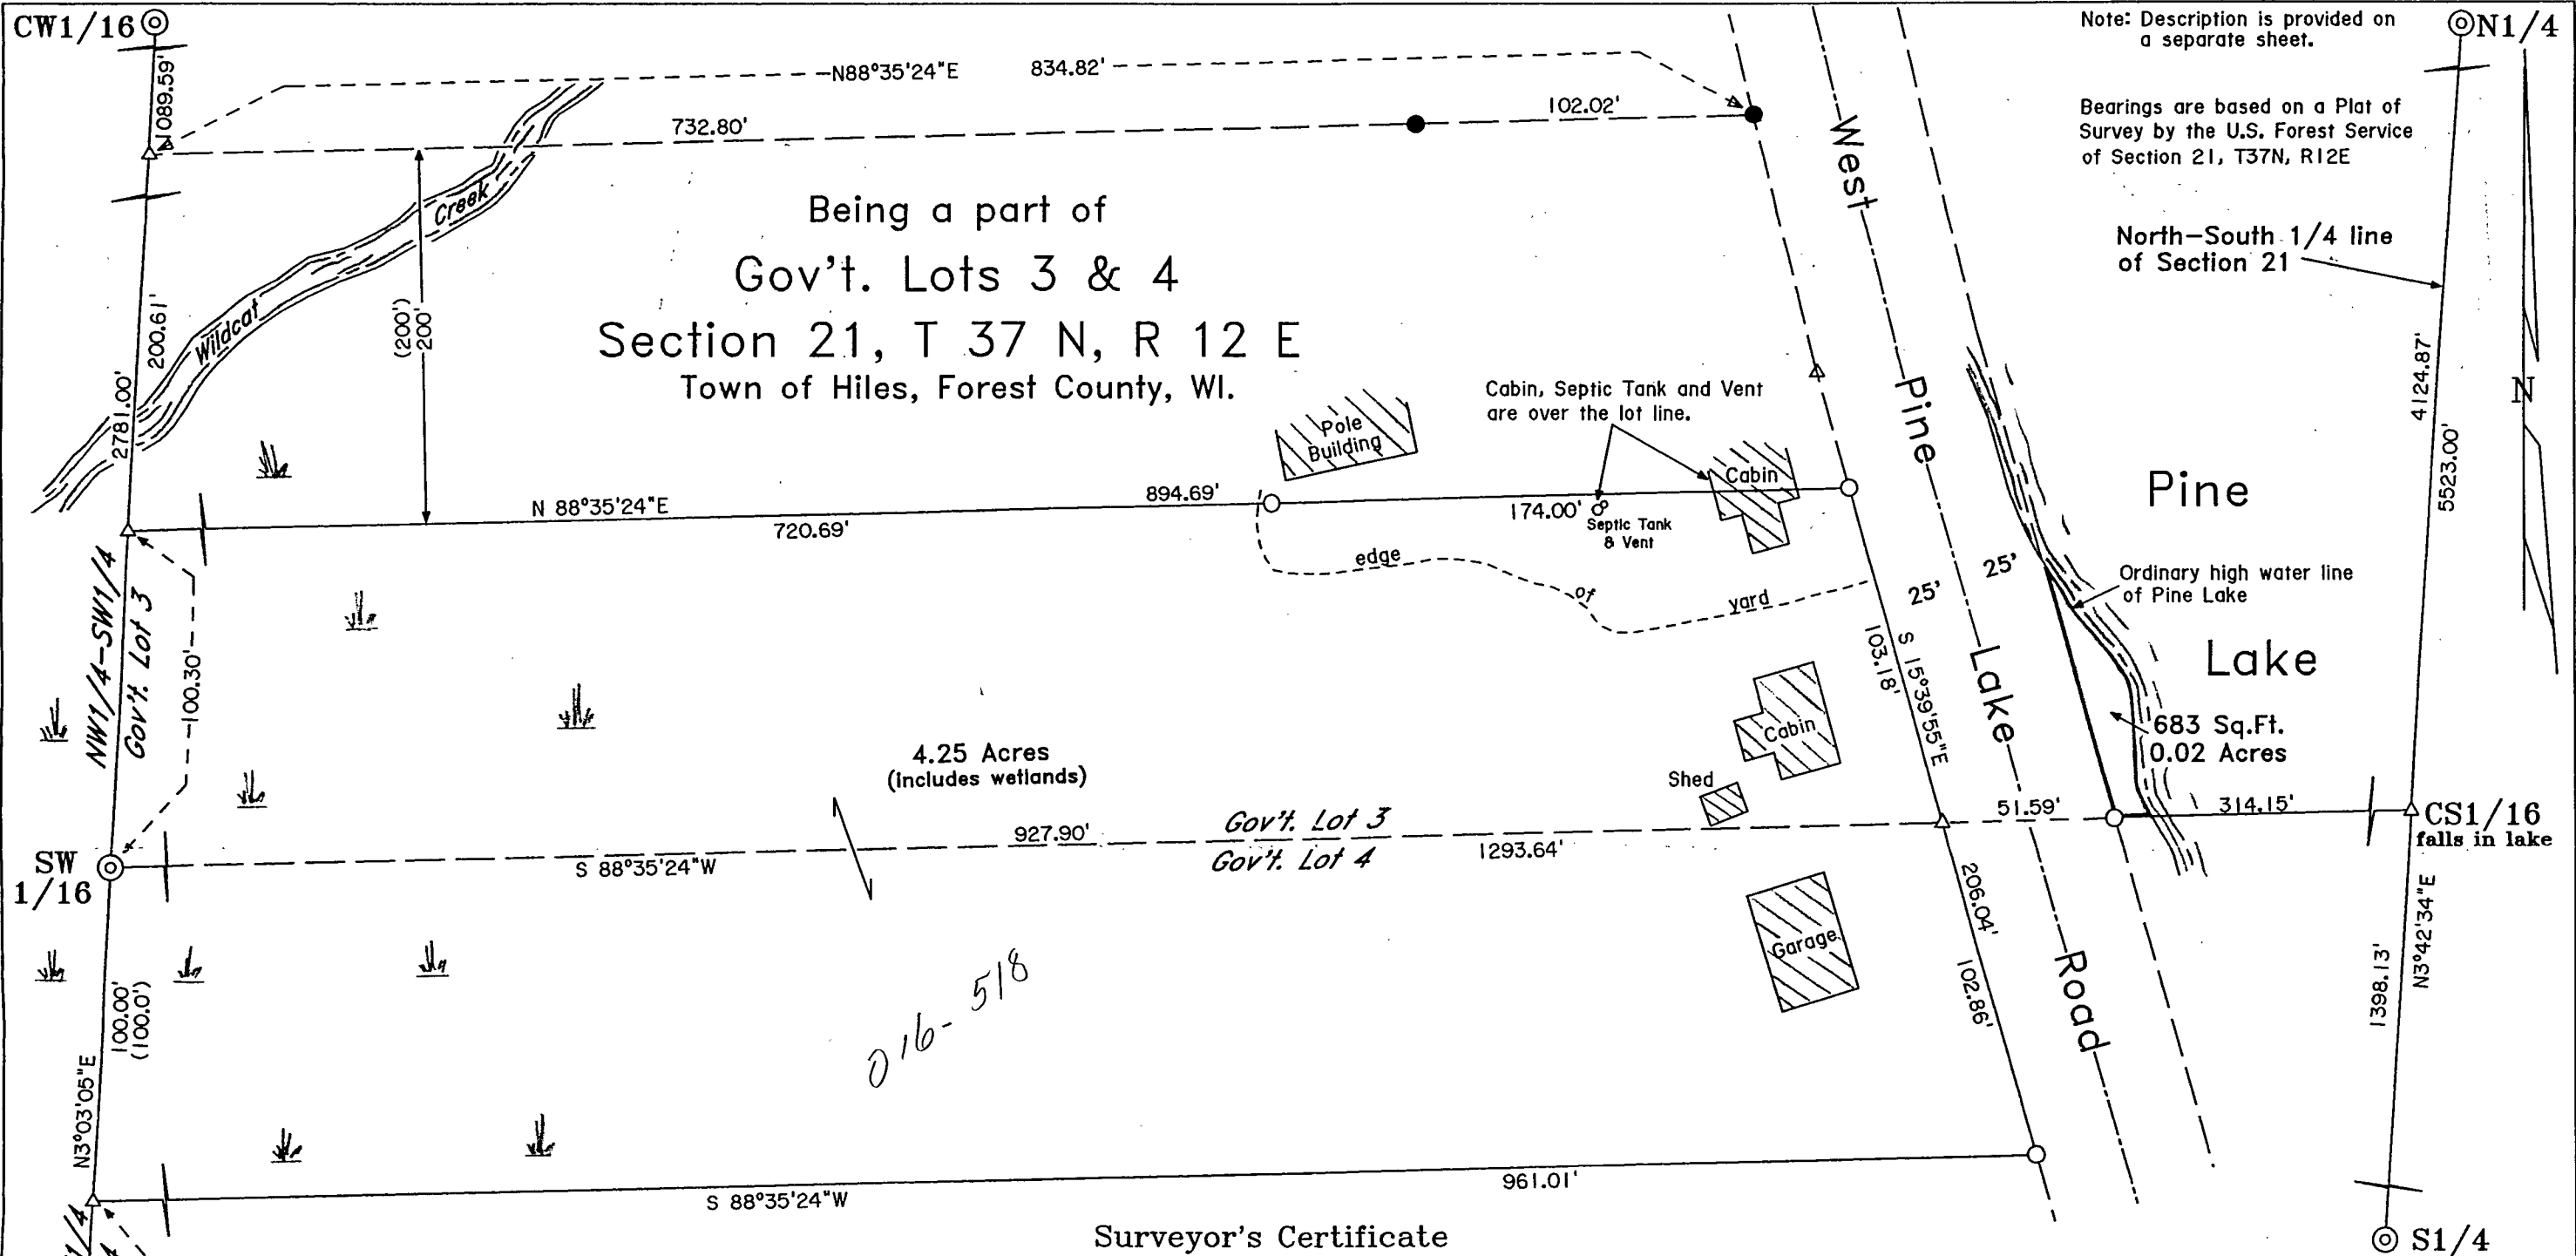 CW1/16
N1/4
Note: Description is provided on
a separate sheet.
N88°35'24"E 834.82'
1089.59'
732.80'
102.02'
Bearings are based on a Plat of
Survey by the U.S. Forest Service
of Section 21, T37N, R12E
West Pine Lake Road
Creek
Wildcat
Being a part of
Gov't. Lots 3 & 4
Section 21, T 37 N, R 12 E
Town of Hiles, Forest County, WI.
North-South 1/4 line
of Section 21
200.61'
2781.00'
(200')
200'
4124.87'
5523.00'
N
Cabin, Septic Tank and Vent
are over the lot line.
Pole
Building
Cabin
N 88°35'24"E
894.69'
720.69'
174.00'
Septic Tank
& Vent
Pine
Lake
edge of yard
25'
25'
Ordinary high water line
of Pine Lake
NW1/4-SW1/4
Gov't. Lot 3
100.30'
103.18'
S 15°39'55"E
683 Sq.Ft.
0.02 Acres
4.25 Acres
(includes wetlands)
Cabin
Shed
Gov't. Lot 3
Gov't. Lot 4
927.90'
S 88°35'24"W
1293.64'
51.59'
314.15'
CS1/16
falls in lake
SW
1/16
206.04'
102.86'
Garage
N3°42'34"E
1398.13'
016-518
100.00'
(100.0')
N3°03'05"E
961.01'
S 88°35'24"W
1/4
Surveyor's Certificate
S1/4